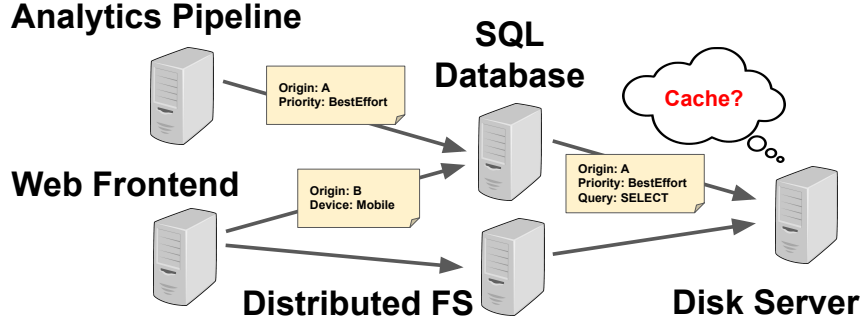 Analytics Pipeline
SQL
Database
Origin: A
Priority: BestEffort
Cache?
Web Frontend
Origin: B
Device: Mobile
Origin: A
Priority: BestEffort
Query: SELECT
Distributed FS
Disk Server